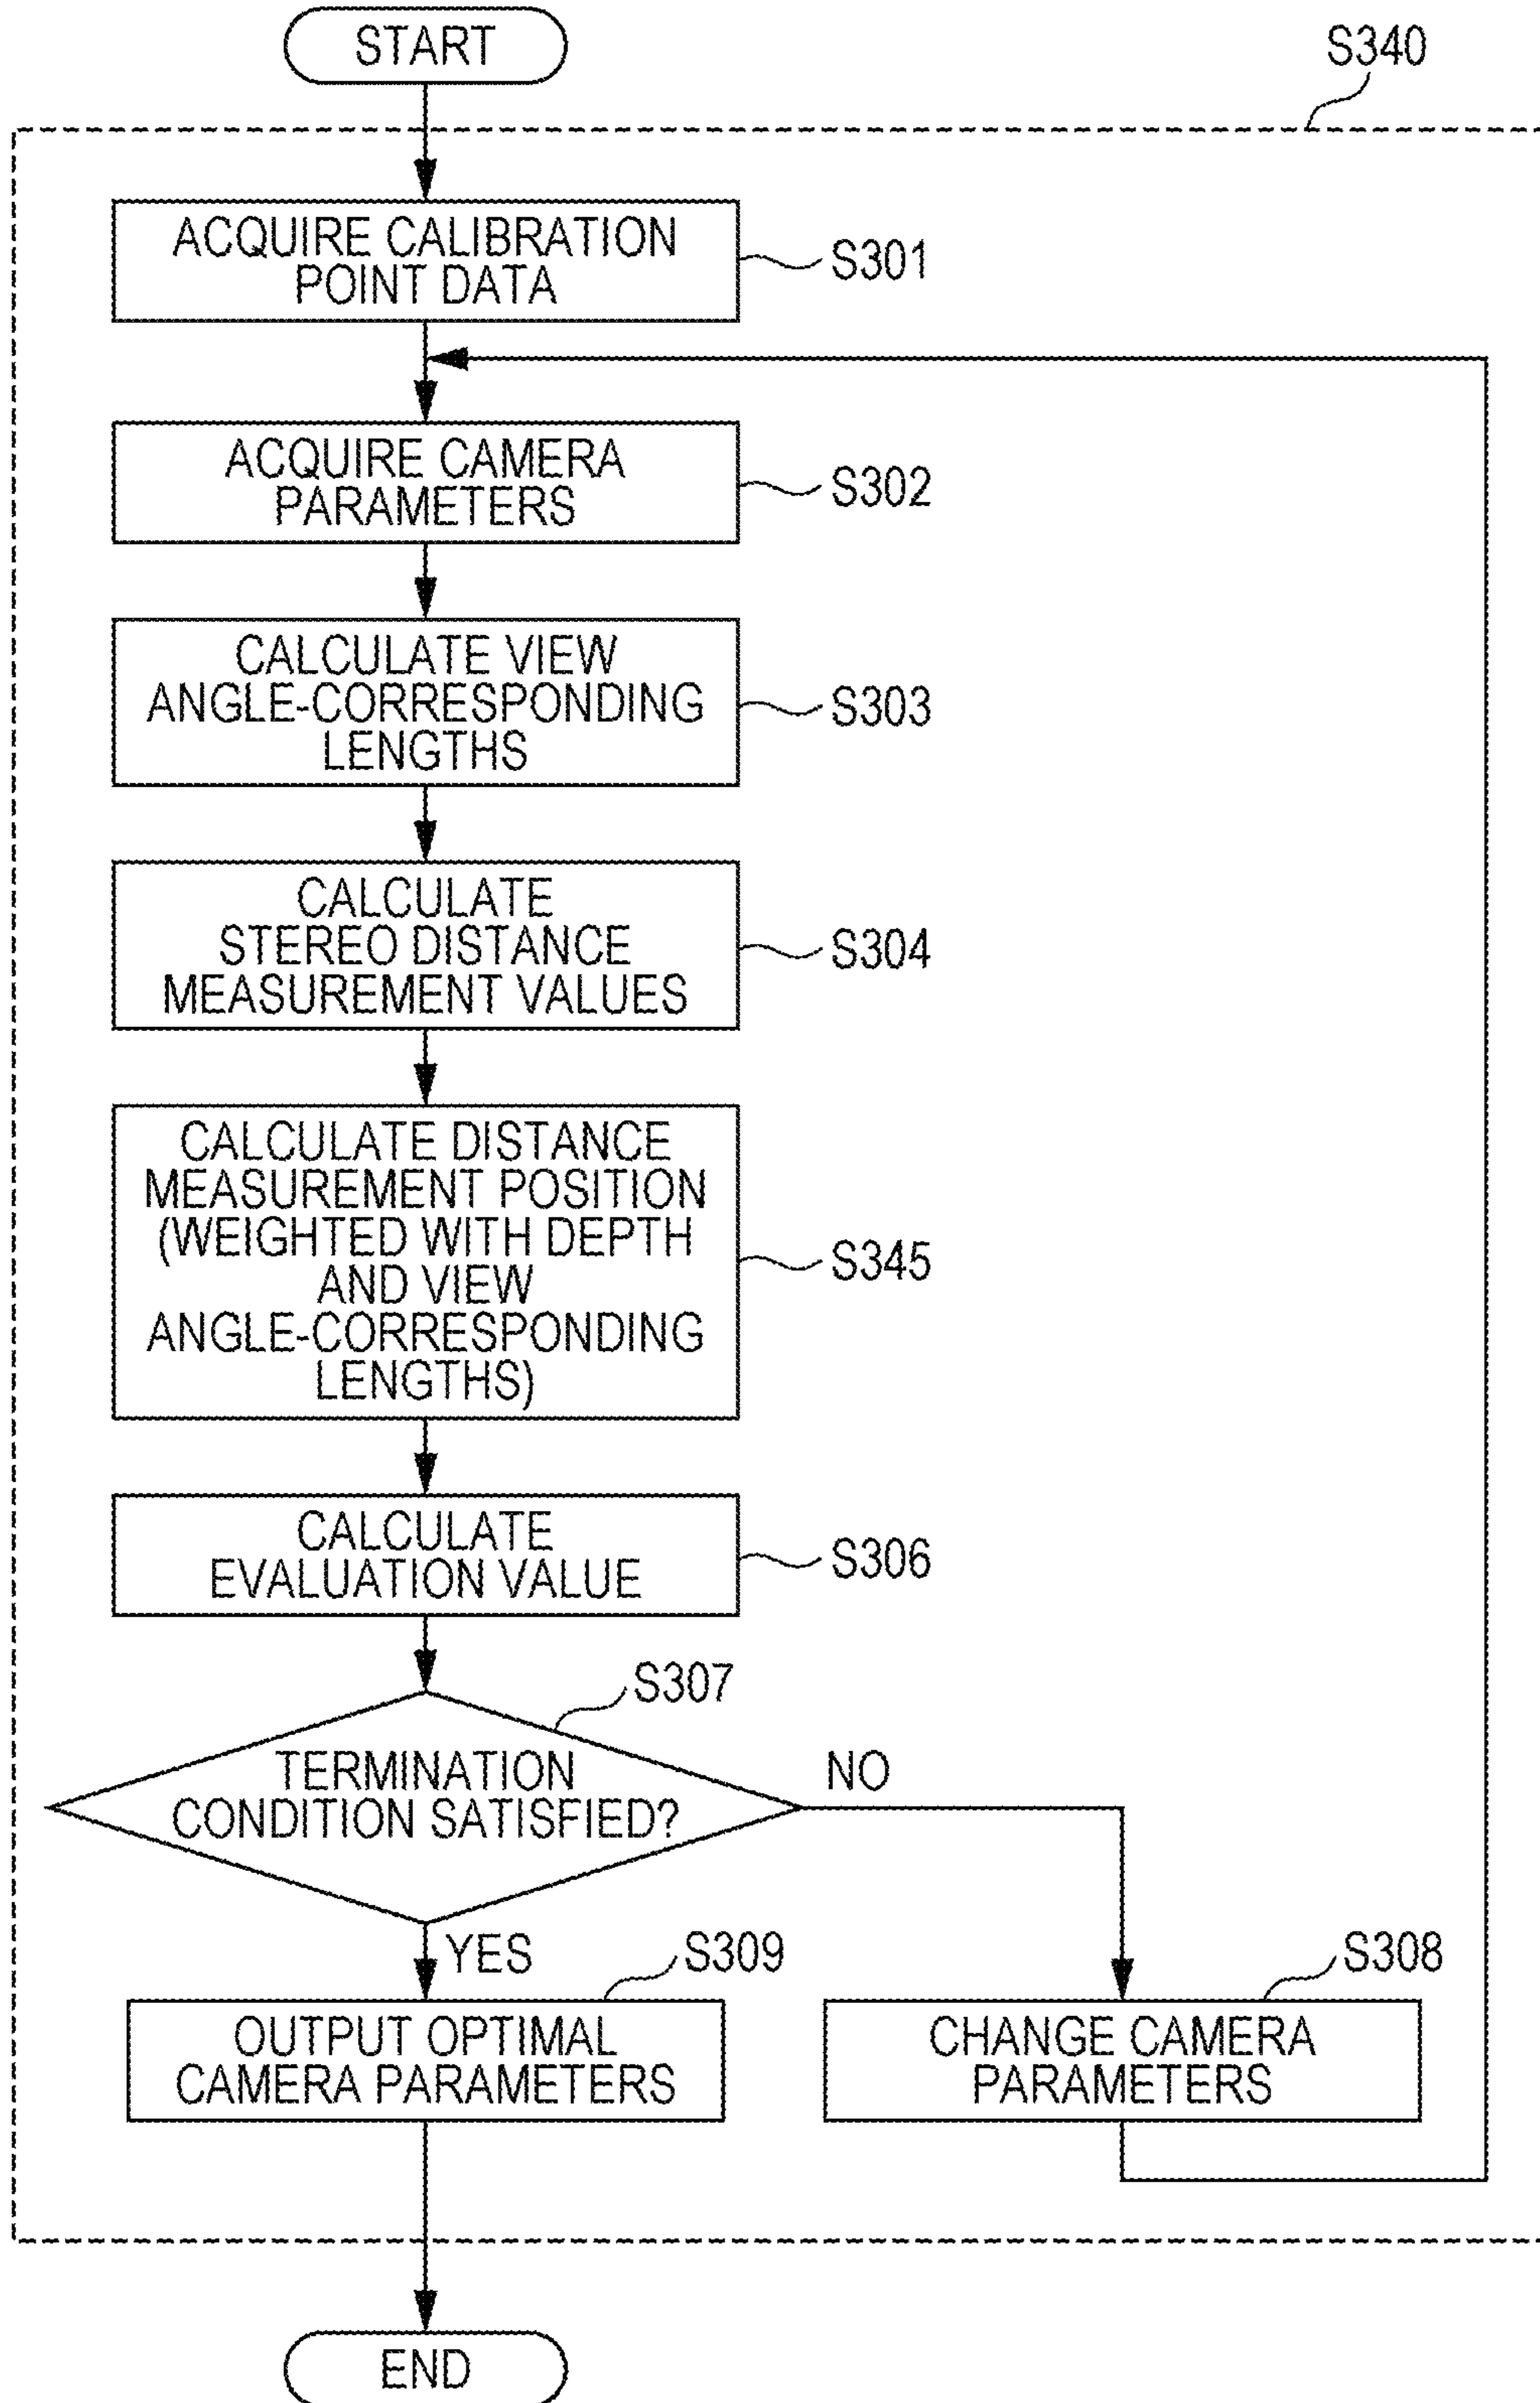 START
S340
ACQUIRE CALIBRATION
POINT DATA
S301
ACQUIRE CAMERA
PARAMETERS
S302
CALCULATE VIEW
ANGLE-CORRESPONDING
LENGTHS
S303
CALCULATE
STEREO DISTANCE
MEASUREMENT VALUES
S304
CALCULATE DISTANCE
MEASUREMENT POSITION
(WEIGHTED WITH DEPTH
AND VIEW
ANGLE-CORRESPONDING
LENGTHS)
S345
CALCULATE
EVALUATION VALUE
S306
S307
TERMINATION
CONDITION SATISFIED?
NO
YES
S309
S308
OUTPUT OPTIMAL
CAMERA PARAMETERS
CHANGE CAMERA
PARAMETERS
END